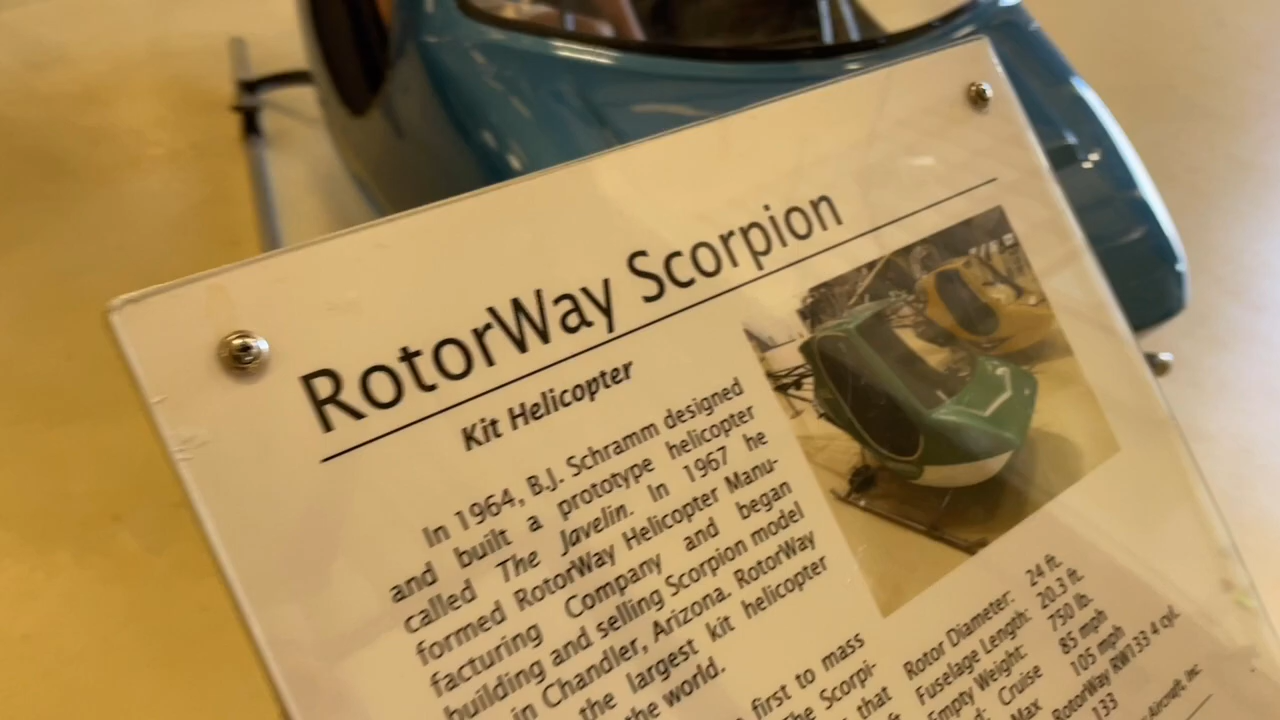 RotorWay Scorpion
Kit Helicopter
In 1964, B.J. Schramm designed
and built a prototype helicopter
called The Javelin. In 1967 he
formed RotorWay Helicopter Manu-
facturing Company and began
building and selling Scorpion model
in Chandler, Arizona. RotorWay
the largest kit helicopter
the world.
first to mass
The Scorpi-
that
Rotor Diameter: 24 ft.
Fuselage Length: 20.3 ft.
Empty Weight: 750 lb.
Cruise 85 mph
Max 105 mph
RotorWay RW133 4 cyl.
133
Aircraft, Inc.